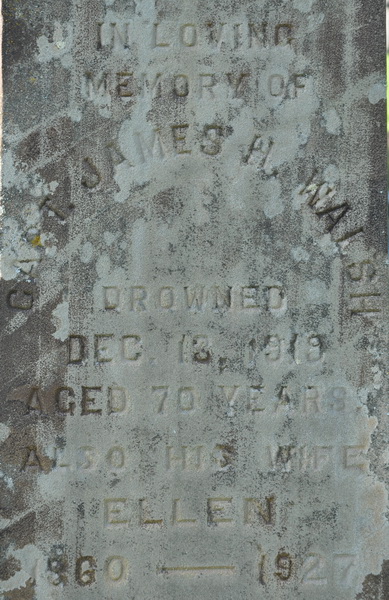 IN LOVING
MEMORY OF
CAPT. JAMES H. WALSH
DROWNED
DEC. 13, 1918
AGED 70 YEARS
ALSO HIS WIFE
ELLEN
1860 — 1927